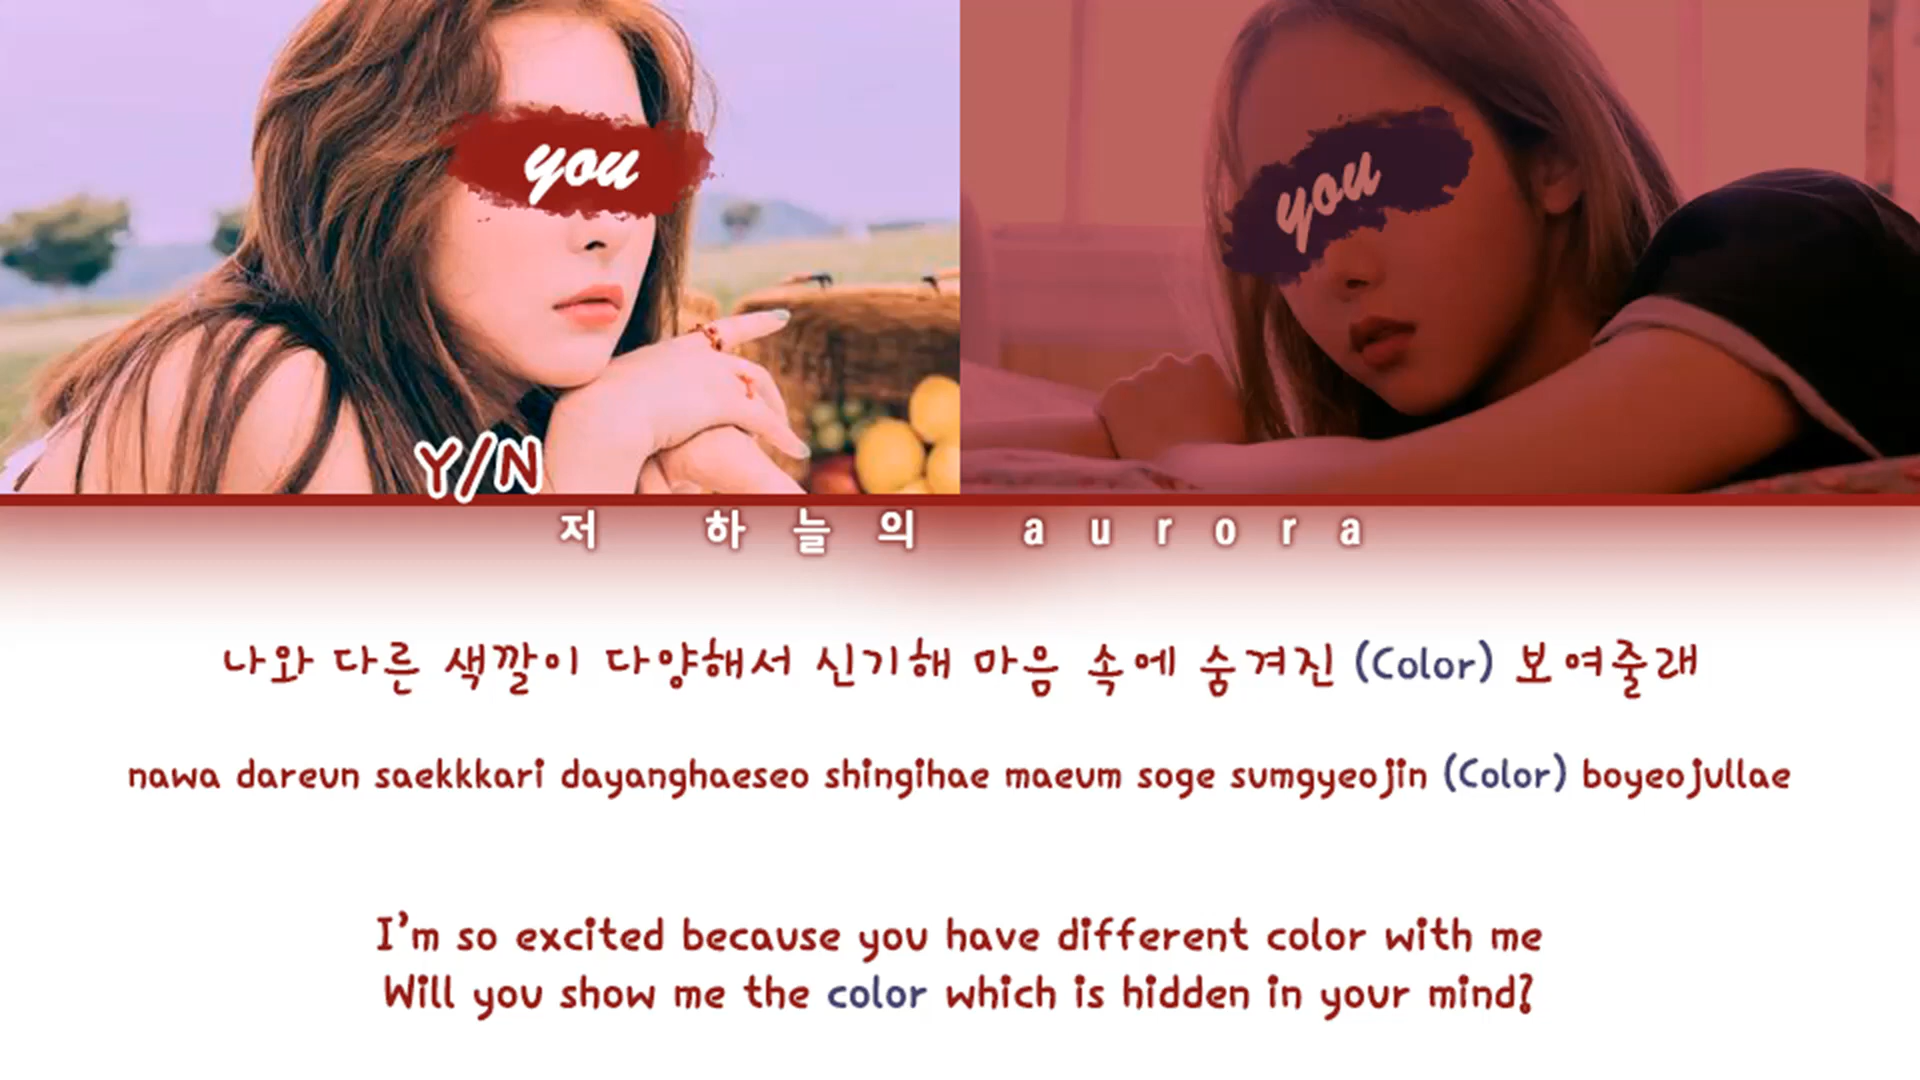 you
you
Y/N
저 하늘의 aurora
나와 다른 색깔이 다양해서 신기해 마음 속에 숨겨진 (Color) 보여줄래
nawa dareun saekkkari dayanghaeseo shingihae maeum soge sumgyeojin (Color) boyeojullae
I'm so excited because you have different color with me
Will you show me the color which is hidden in your mind?